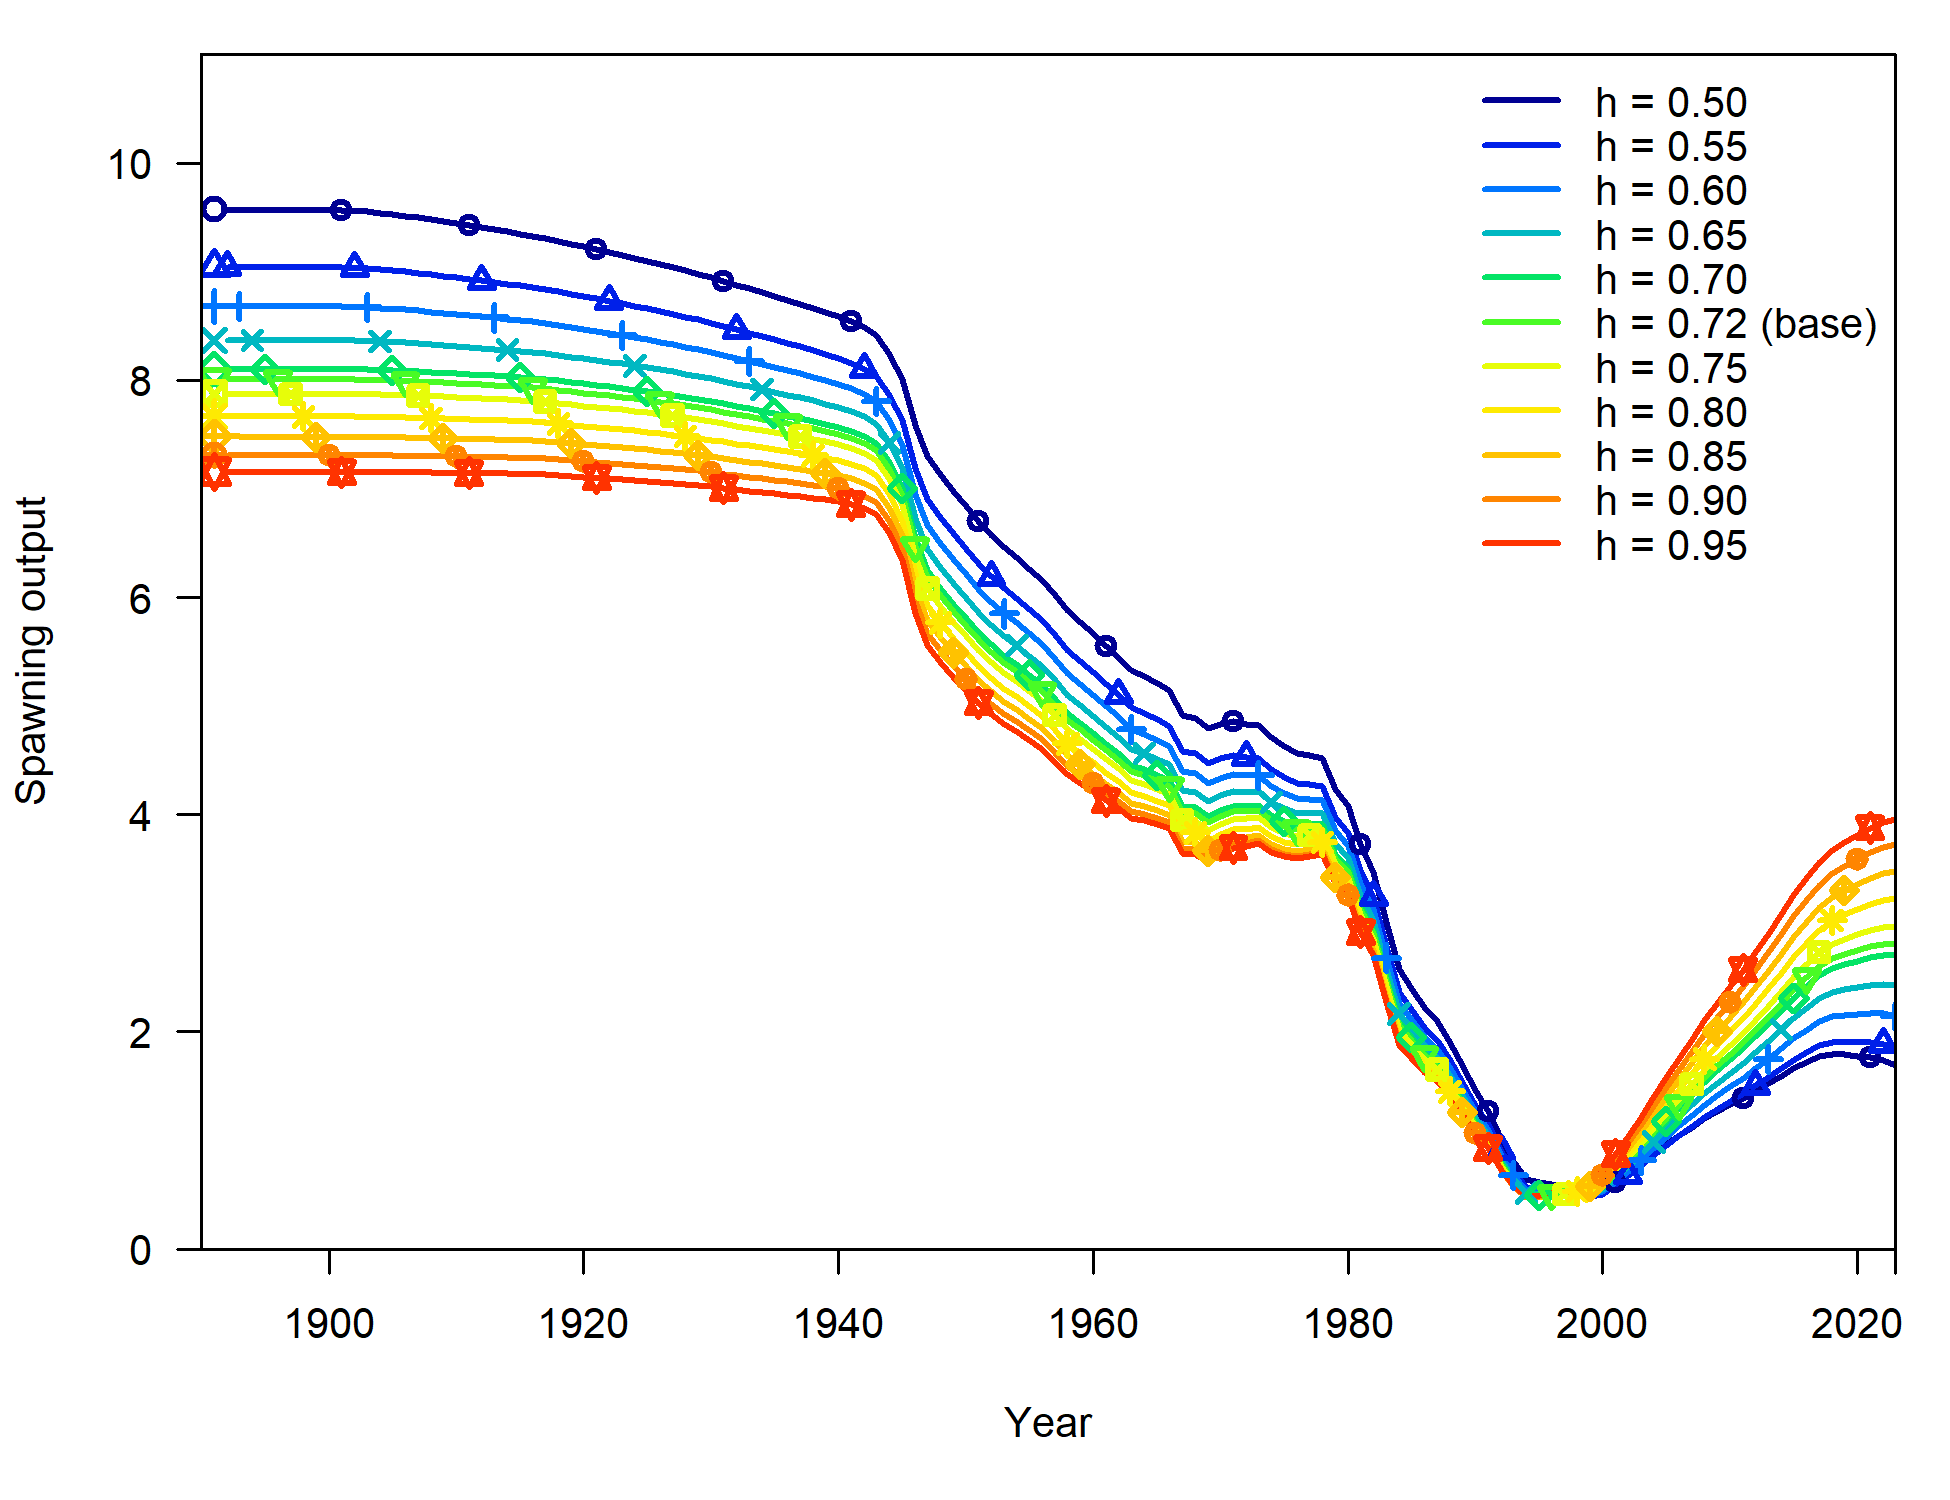 h = 0.50
h = 0.55
h = 0.60
h = 0.65
h = 0.70
h = 0.72 (base)
h = 0.75
h = 0.80
h = 0.85
h = 0.90
h = 0.95
Spawning output
10
8
6
4
2
0
1900 1920 1940 1960 1980 2000 2020
Year